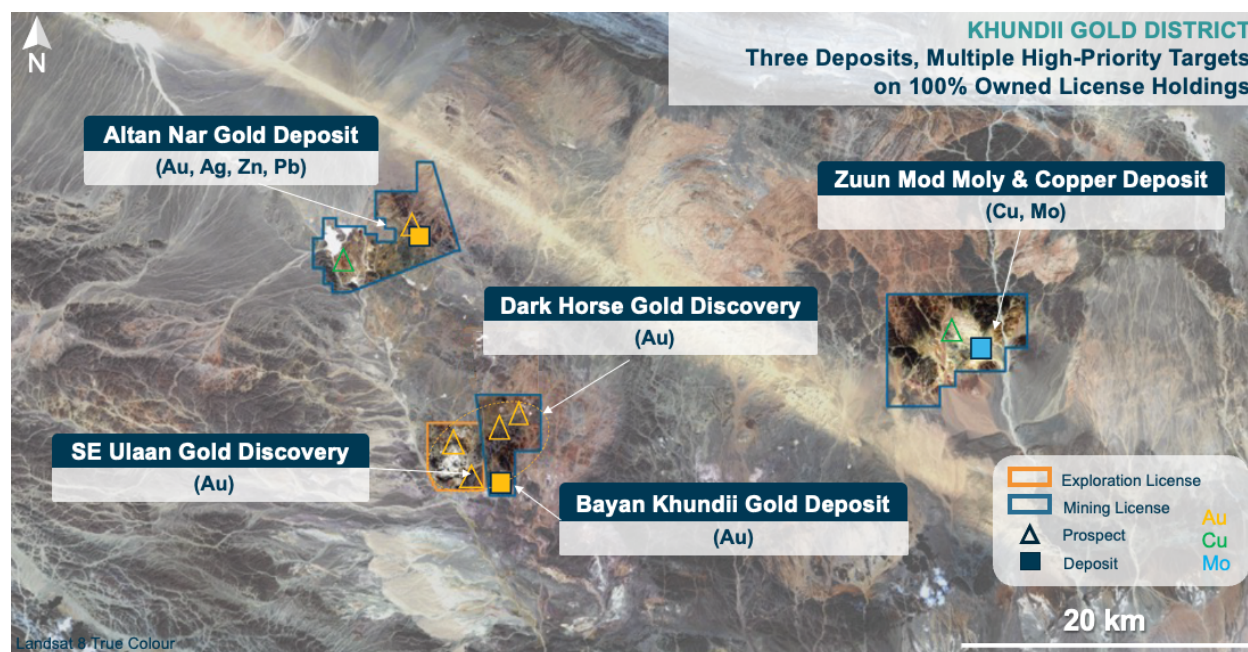 KHUNDII GOLD DISTRICT
Three Deposits, Multiple High-Priority Targets
on 100% Owned License Holdings
N
Altan Nar Gold Deposit
(Au, Ag, Zn, Pb)
Zuun Mod Moly & Copper Deposit
(Cu, Mo)
Dark Horse Gold Discovery
(Au)
SE Ulaan Gold Discovery
(Au)
Bayan Khundii Gold Deposit
(Au)
Exploration License
Mining License
Prospect
Deposit
Au
Cu
Mo
20 km
Landsat 8 True Colour